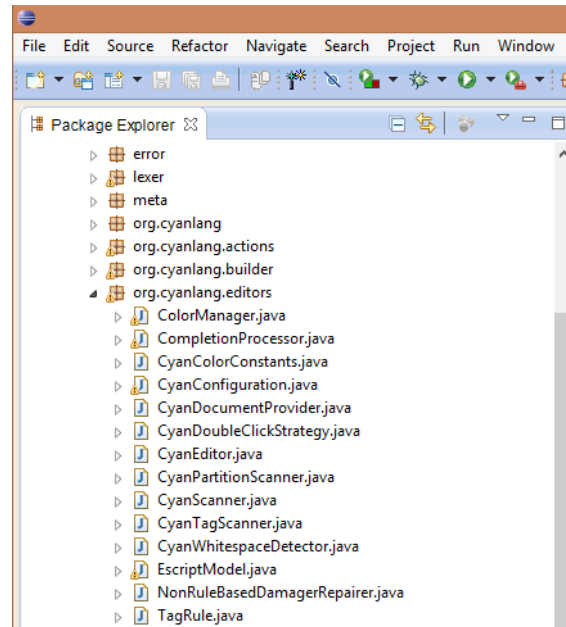 File Edit Source Refactor Navigate Search Project Run Window
Package Explorer
error
lexer
meta
org.cyanlang
org.cyanlang.actions
org.cyanlang.builder
org.cyanlang.editors
ColorManager.java
CompletionProcessor.java
CyanColorConstants.java
CyanConfiguration.java
CyanDocumentProvider.java
CyanDoubleClickStrategy.java
CyanEditor.java
CyanPartitionScanner.java
CyanScanner.java
CyanTagScanner.java
CyanWhitespaceDetector.java
EscriptModel.java
NonRuleBasedDamagerRepairer.java
TagRule.java